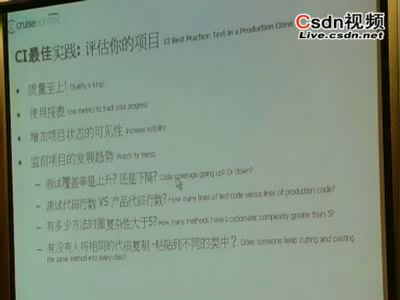 cruisecontrol
Csdn视频
Live.csdn.net
CI最佳实践: 评估你的项目 CI Best Practice: Test in a Production Clone
• 质量至上! Quality is king!
• 使用报表 Use metrics to track your progress
• 增加项目状态的可见性 Increase visibility
• 监测项目的发展趋势 Watch for trends
– 测试覆盖率是上升? 还是下降? Code coverage going up? Or down?
– 测试代码行数 VS 产品代码行数? How many lines of test code versus lines of production code?
– 有多少方法的圈复杂性大于5? How many methods have a cyclomatic complexity greater than 5?
– 有没有人将相同的代码复制、粘贴到不同的类中? Does someone keep cutting and pasting
the same method into every class?